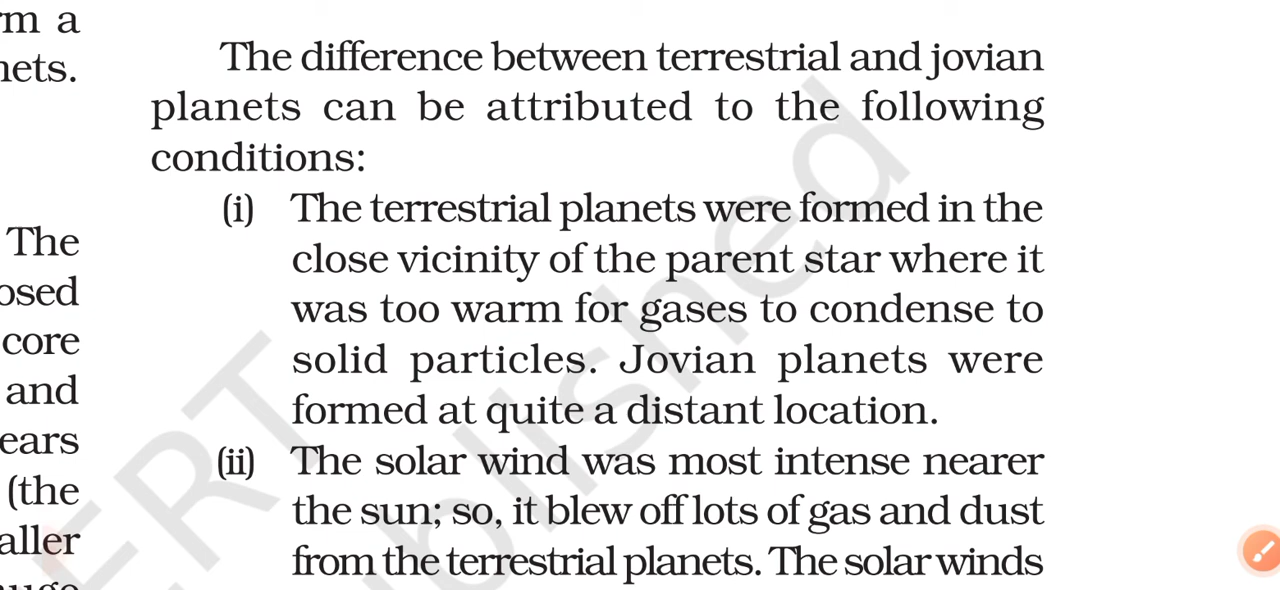 rm a
nets.
The
osed
core
and
ears
(the
aller
The difference between terrestrial and jovian
planets can be attributed to the following
conditions:
(i) The terrestrial planets were formed in the
close vicinity of the parent star where it
was too warm for gases to condense to
solid particles. Jovian planets were
formed at quite a distant location.
(ii) The solar wind was most intense nearer
the sun; so, it blew off lots of gas and dust
from the terrestrial planets. The solar winds